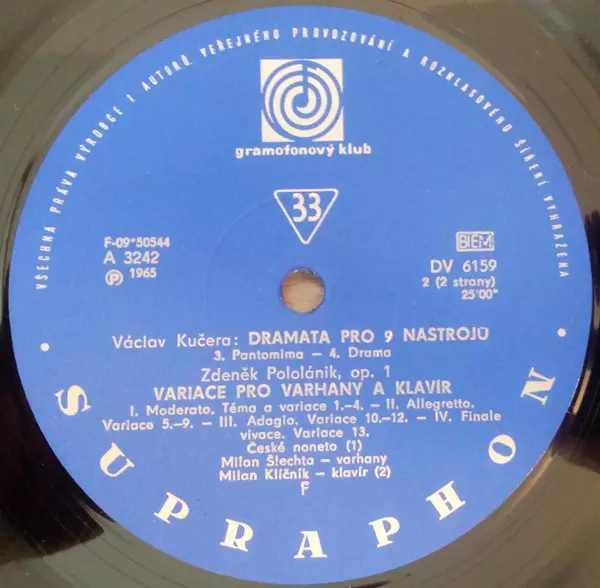 VŠECHNA PRÁVA VÝROBCE I AUTORŮ VEŘEJNÉHO PROVOZOVÁNÍ A ROZHLASOVÉHO ŠÍŘENÍ VYHRAZENA
gramofonový klub
33
F-09*50544
A 3242
Ⓟ 1965
BIEM
DV 6159
2 (2 strany)
25'00"
Václav Kučera: DRAMATA PRO 9 NÁSTROJŮ
3. Pantomima – 4. Drama
Zdeněk Pololáník, op. 1
VARIACE PRO VARHANY A KLAVÍR
I. Moderato. Téma a variace 1.–4. – II. Allegretto.
Variace 5.–9. – III. Adagio. Variace 10.–12. – IV. Finale
vivace. Variace 13.
České noneto (1)
Milan Šlechta – varhany
Milan Klíčník – klavír (2)
F
• SUPRAPHON •